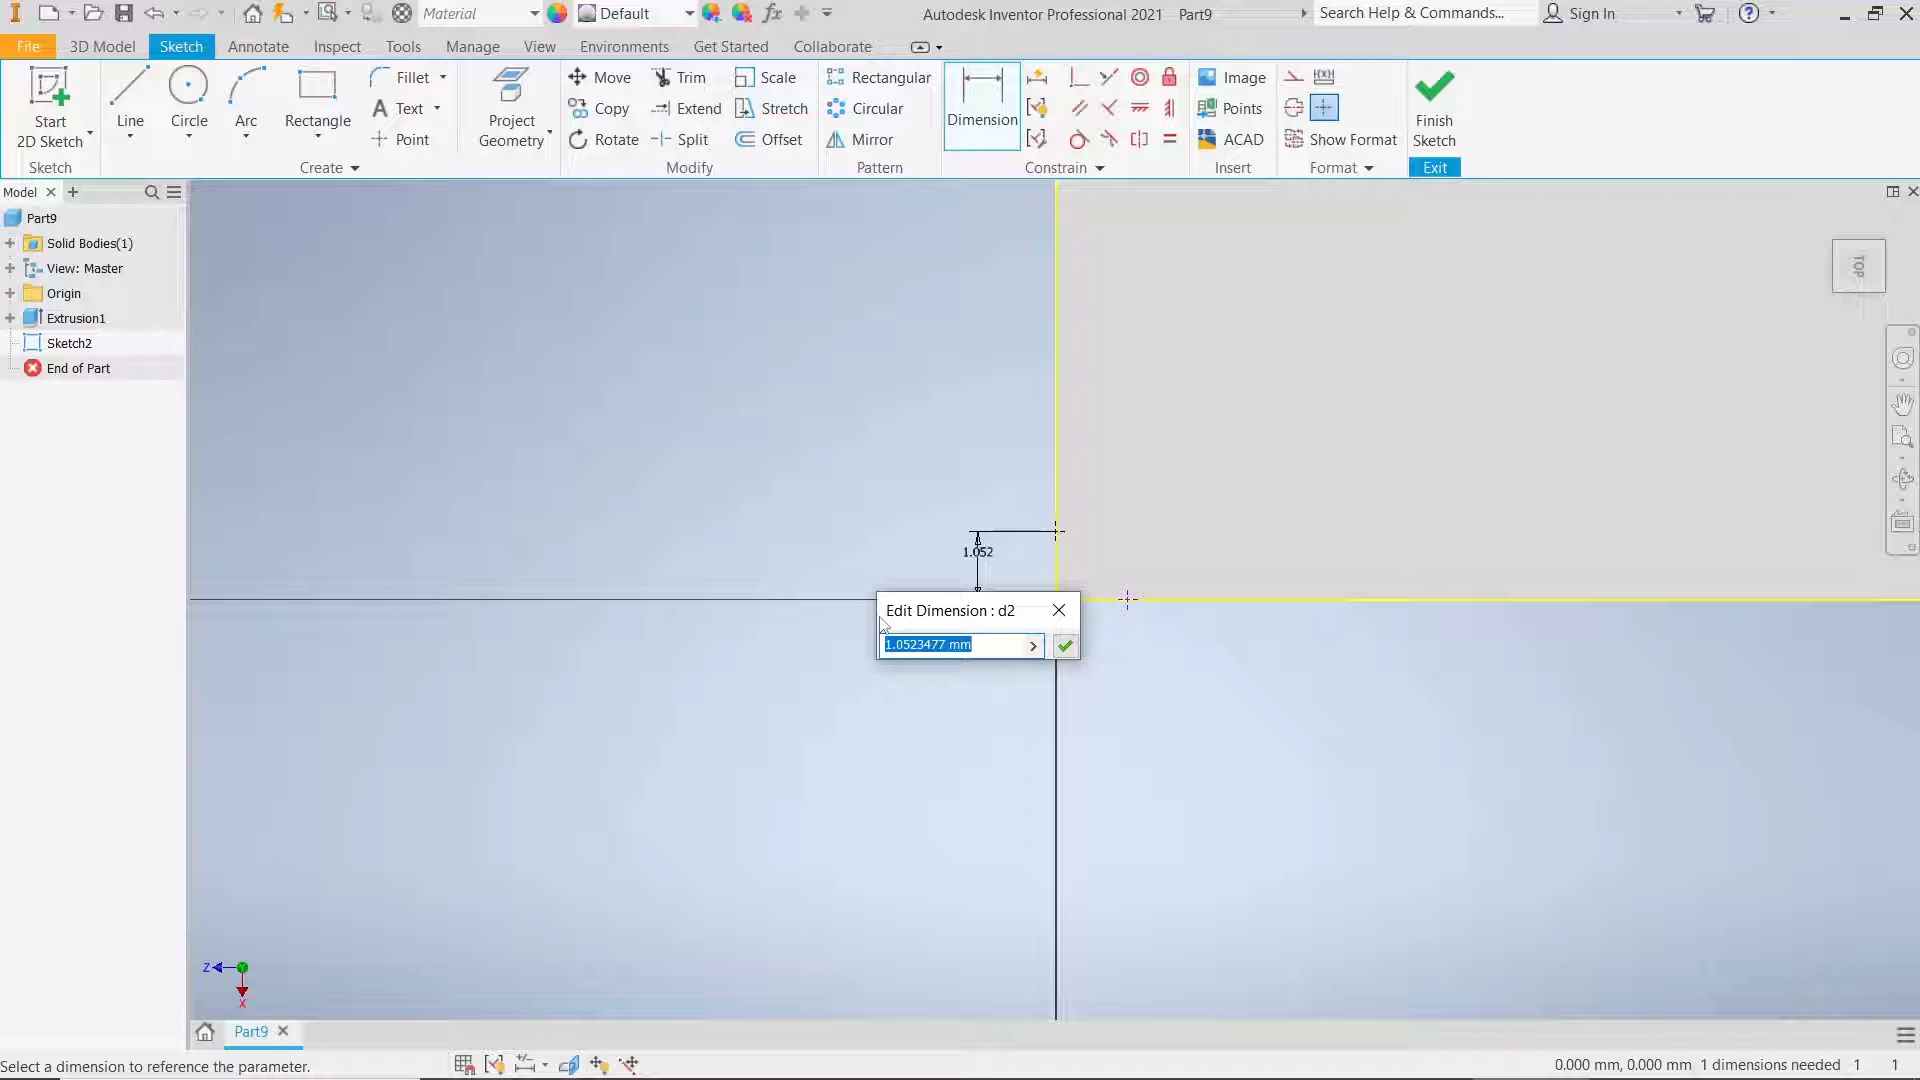 Material
Default
Autodesk Inventor Professional 2021 Part9
Search Help & Commands...
Sign In
File
3D Model
Sketch
Annotate
Inspect
Tools
Manage
View
Environments
Get Started
Collaborate
Start
2D Sketch
Line
Circle
Arc
Rectangle
Fillet
Text
Point
Project
Geometry
Move
Copy
Rotate
Trim
Extend
Split
Scale
Stretch
Offset
Rectangular
Circular
Mirror
Dimension
Image
Points
ACAD
Show Format
Finish
Sketch
Sketch
Create
Modify
Pattern
Constrain
Insert
Format
Exit
Model
Part9
Solid Bodies(1)
View: Master
Origin
Extrusion1
Sketch2
End of Part
TOP
1.052
Edit Dimension : d2
1.0523477 mm
Z
X
Part9
Select a dimension to reference the parameter.
0.000 mm, 0.000 mm 1 dimensions needed 1 1